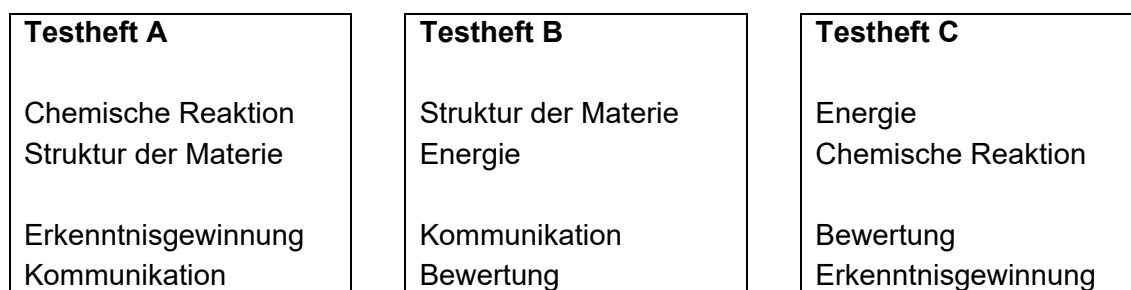 Testheft A
Chemische Reaktion
Struktur der Materie
Erkenntnisgewinnung
Kommunikation
Testheft B
Struktur der Materie
Energie
Kommunikation
Bewertung
Testheft C
Energie
Chemische Reaktion
Bewertung
Erkenntnisgewinnung